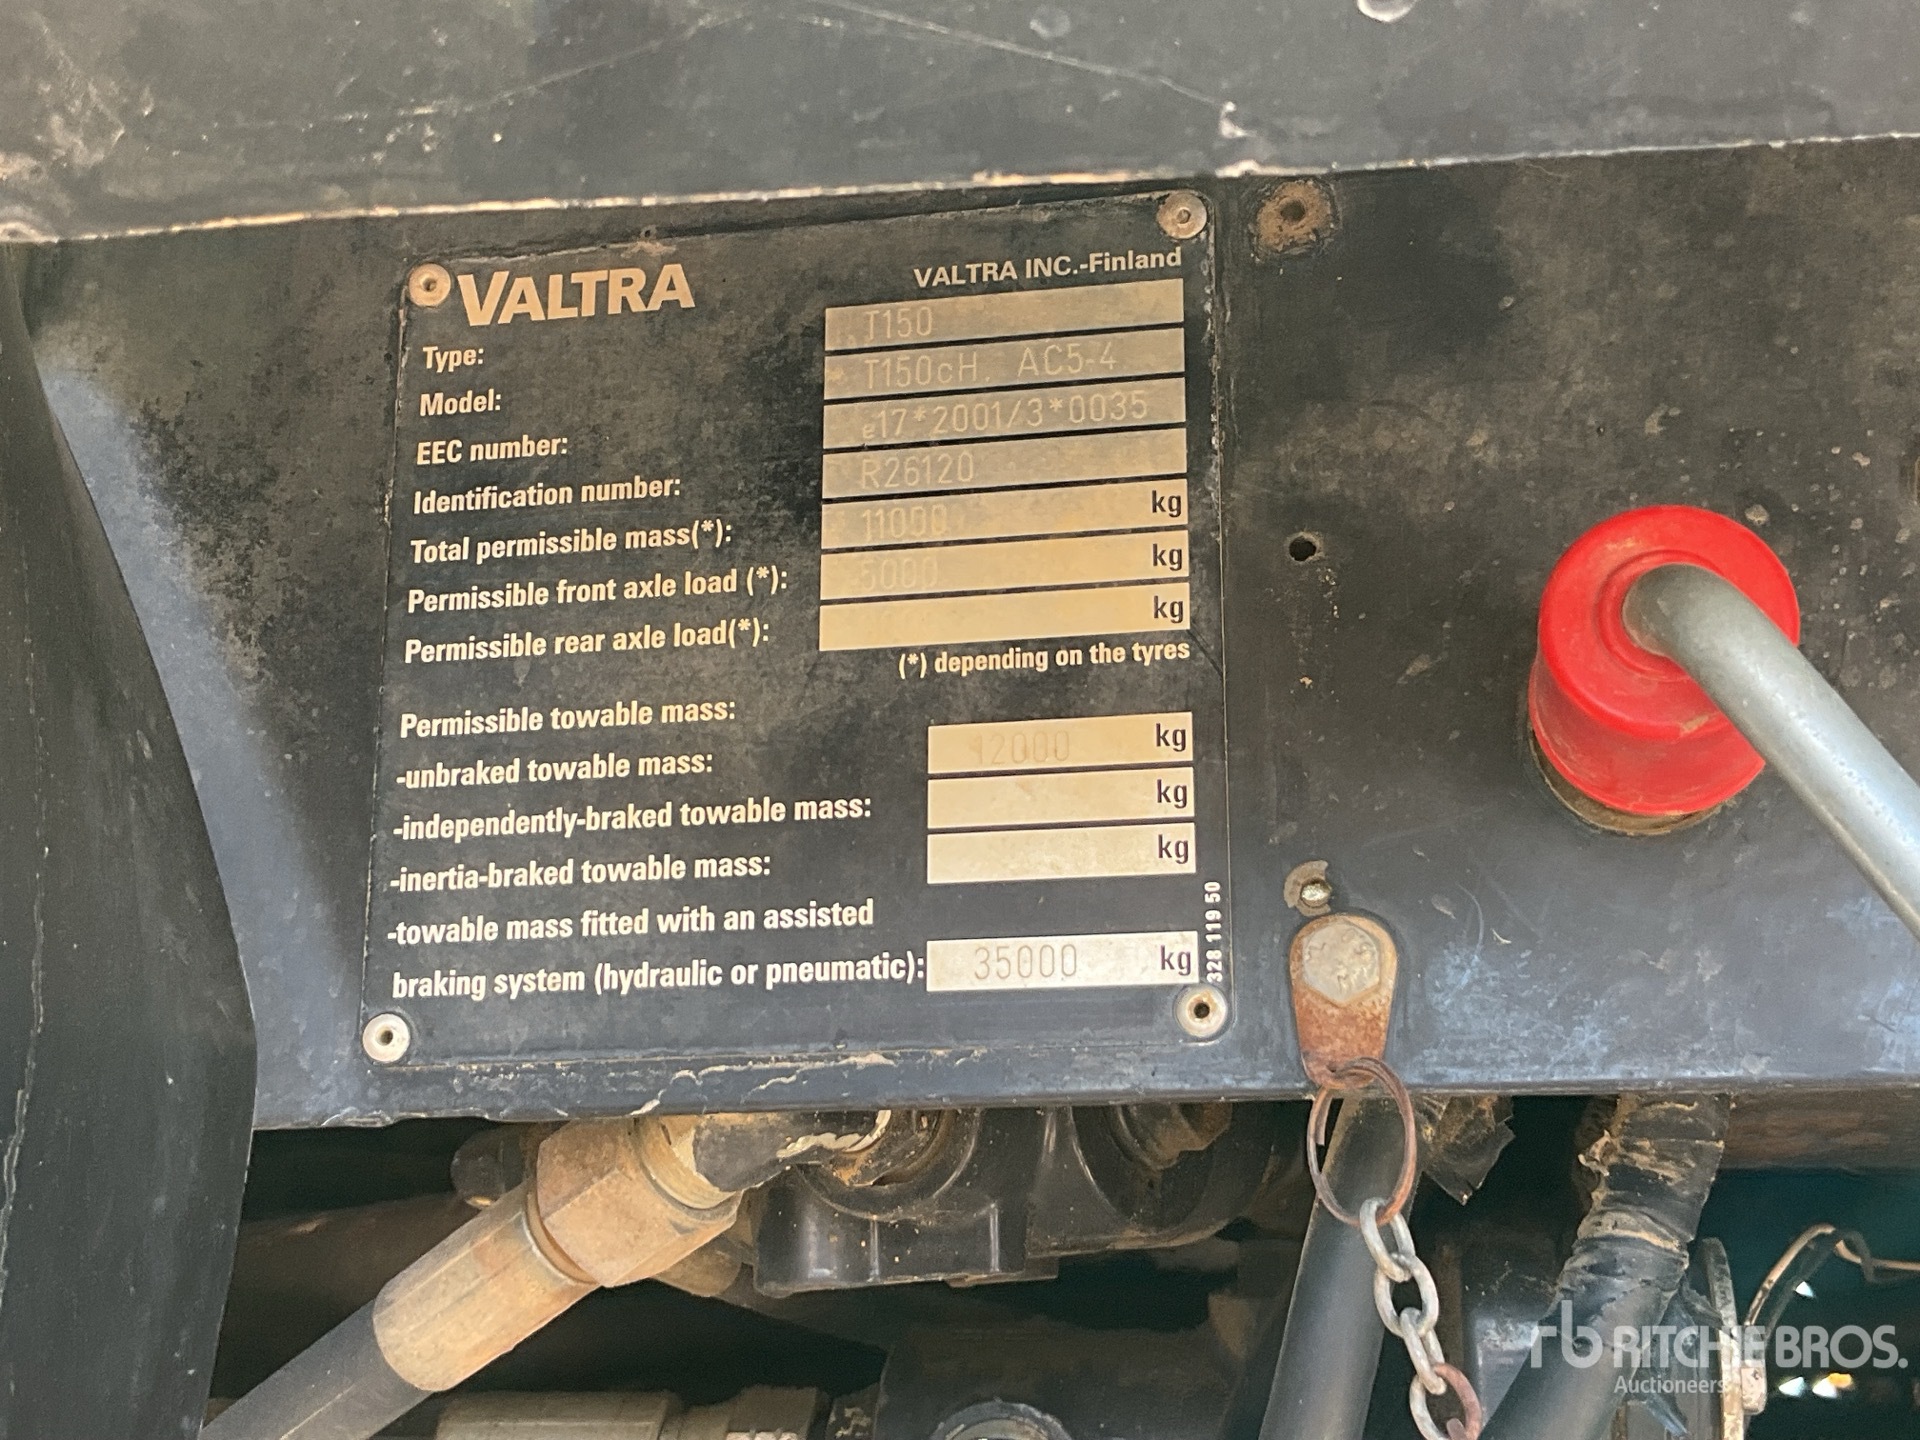 VALTRA
VALTRA INC.-Finland
Type: T150
Model: T150cH. AC5-4
EEC number: e17*2001/3*0035
Identification number: R26120
Total permissible mass(*): 11000 kg
Permissible front axle load (*): 5000 kg
Permissible rear axle load(*): kg
(*) depending on the tyres
Permissible towable mass:
-unbraked towable mass: 12000 kg
-independently-braked towable mass: kg
-inertia-braked towable mass: kg
-towable mass fitted with an assisted
braking system (hydraulic or pneumatic): 35000 kg
328 119 50
rb RITCHIE BROS.
Auctioneers